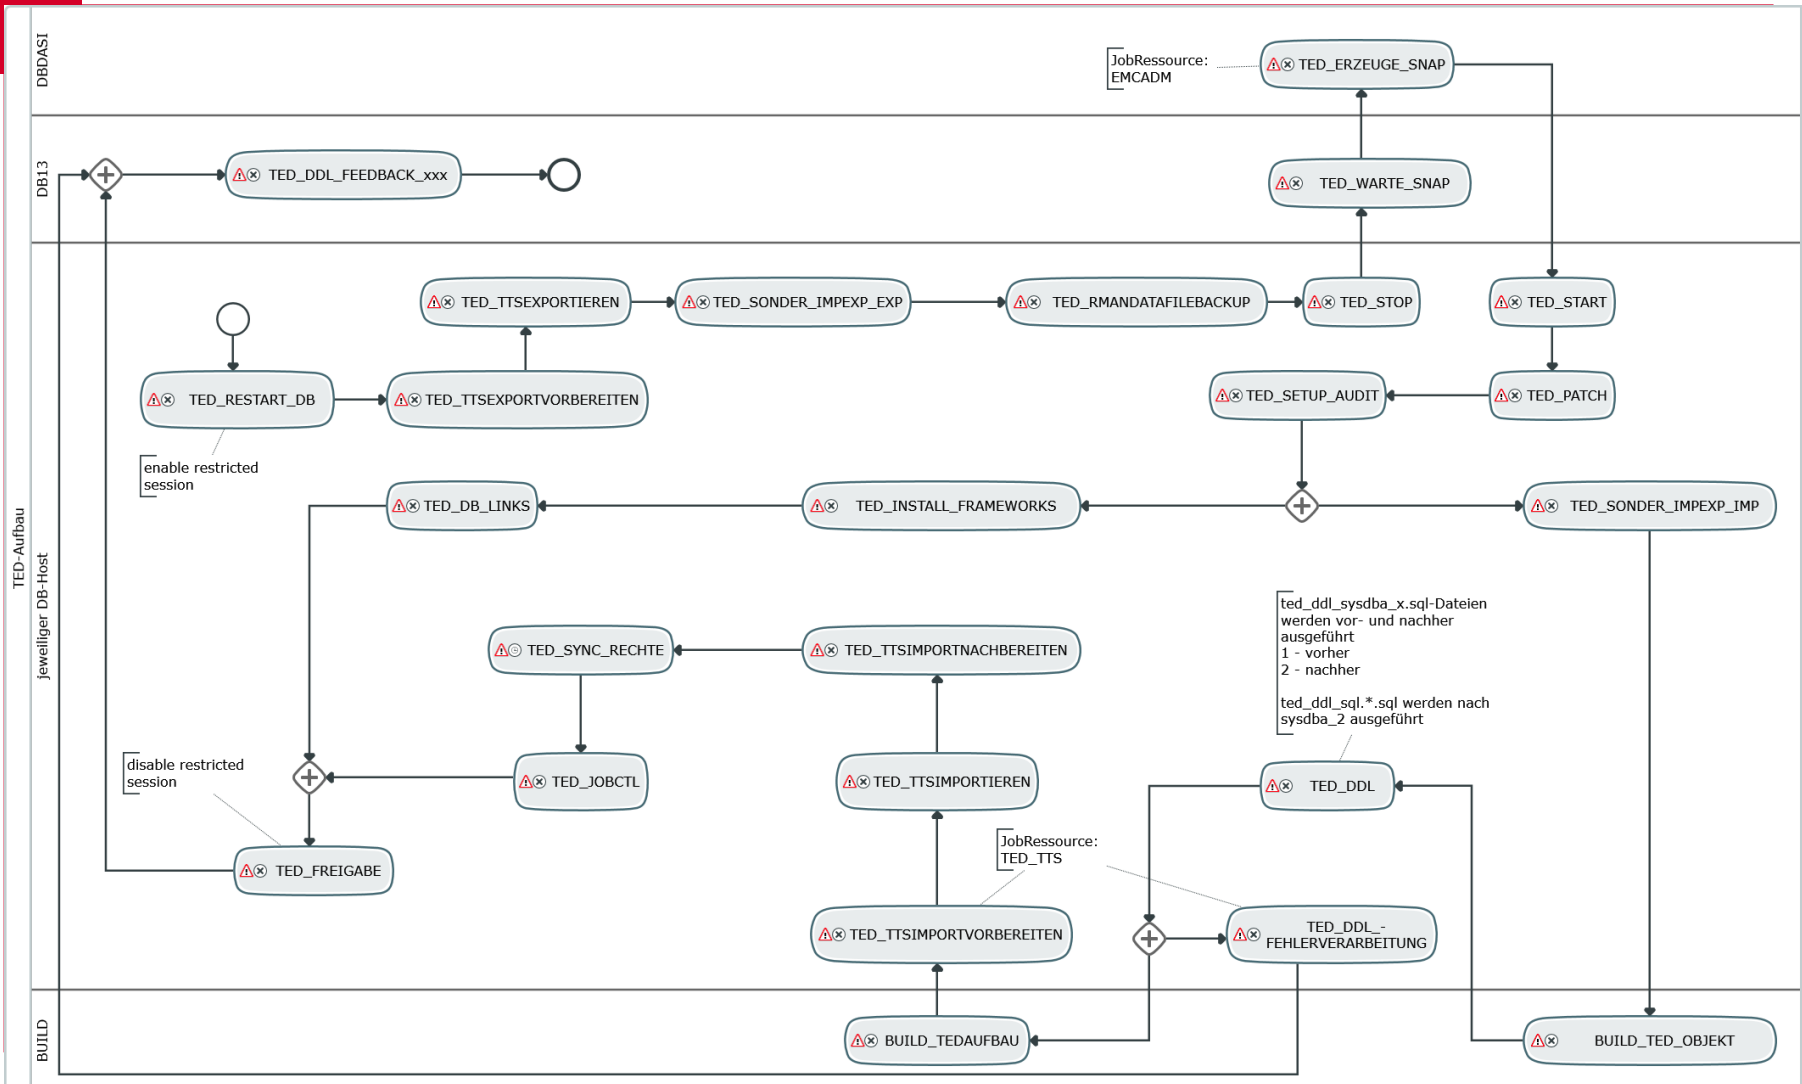 TED-Aufbau
DBDASI
JobRessource:
EMCADM
TED_ERZEUGE_SNAP
DB13
TED_DDL_FEEDBACK_xxx
TED_WARTE_SNAP
jeweiliger DB-Host
TED_TTSEXPORTIEREN
TED_SONDER_IMPEXP_EXP
TED_RMANDATAFILEBACKUP
TED_STOP
TED_START
TED_RESTART_DB
TED_TTSEXPORTVORBEREITEN
TED_SETUP_AUDIT
TED_PATCH
enable restricted
session
TED_DB_LINKS
TED_INSTALL_FRAMEWORKS
TED_SONDER_IMPEXP_IMP
ted_ddl_sysdba_x.sql-Dateien
werden vor- und nachher
ausgeführt
1 - vorher
2 - nachher
ted_ddl_sql.*.sql werden nach
sysdba_2 ausgeführt
TED_SYNC_RECHTE
TED_TTSIMPORTNACHBEREITEN
disable restricted
session
TED_JOBCTL
TED_TTSIMPORTIEREN
TED_DDL
JobRessource:
TED_TTS
TED_FREIGABE
TED_TTSIMPORTVORBEREITEN
TED_DDL_-
FEHLERVERARBEITUNG
BUILD
BUILD_TEDAUFBAU
BUILD_TED_OBJEKT